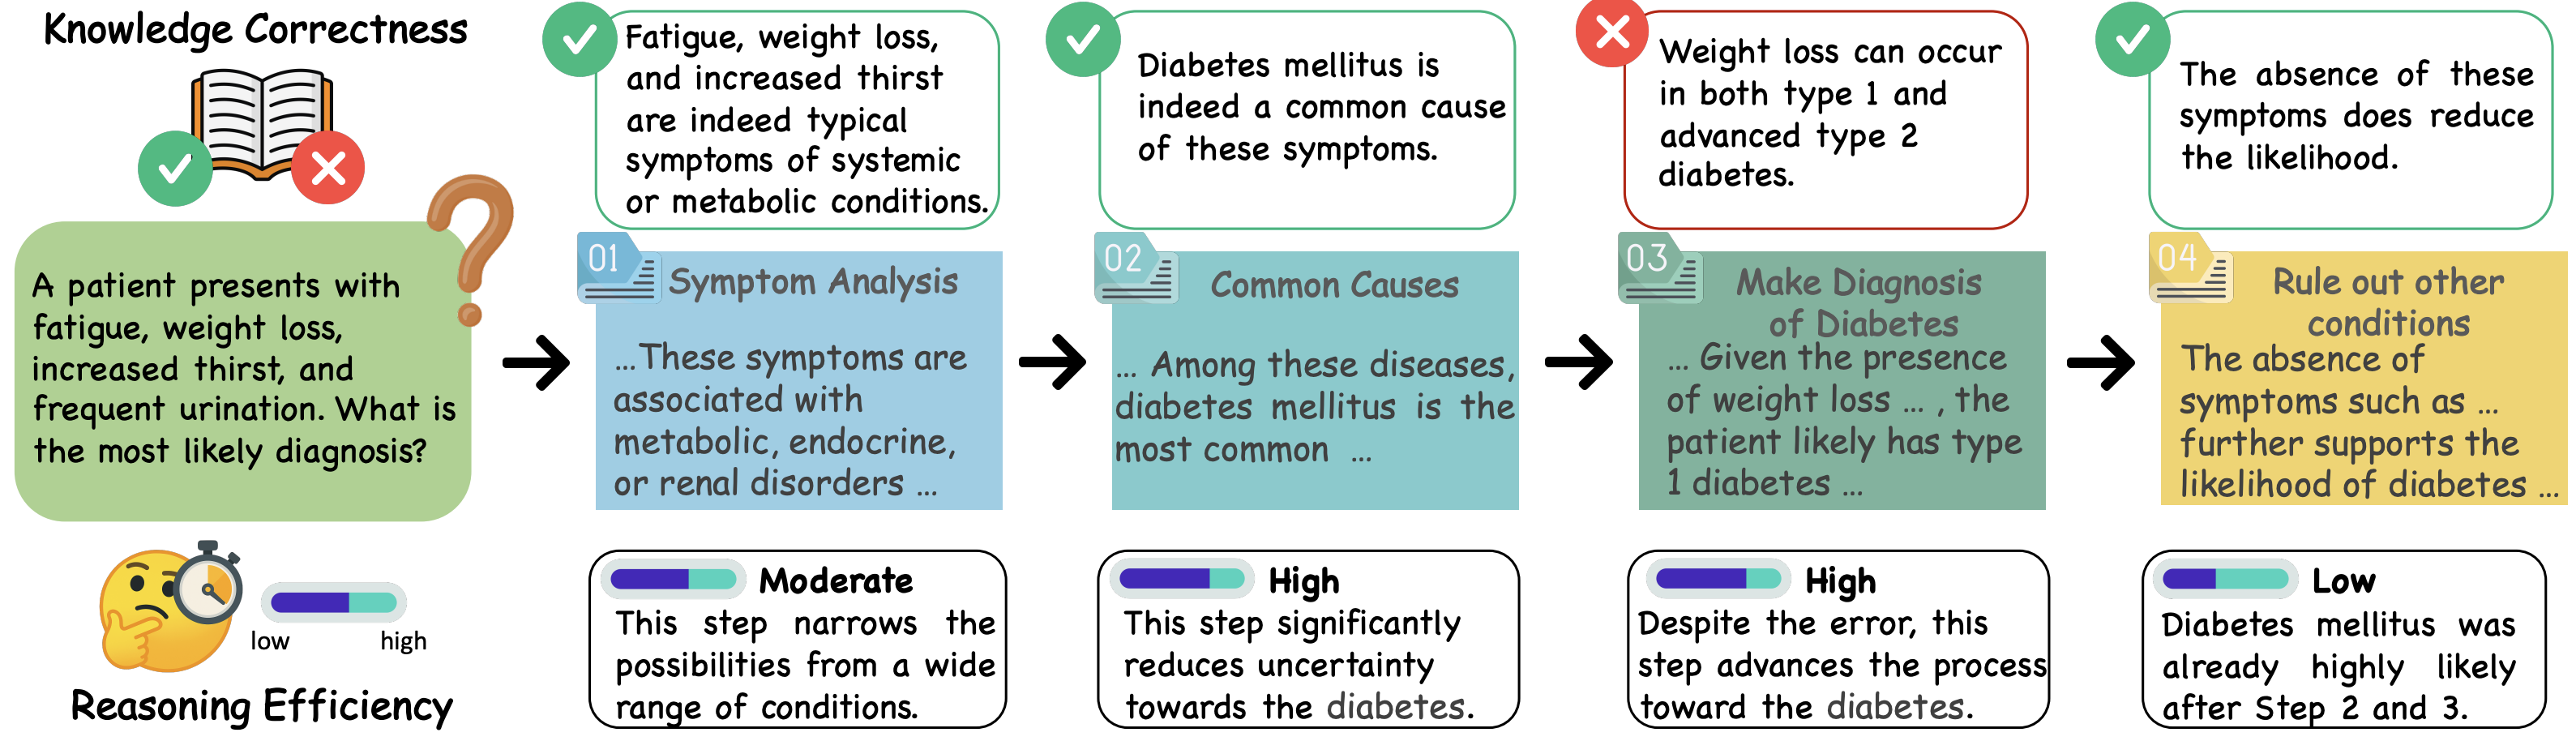 Knowledge Correctness
A patient presents with
fatigue, weight loss,
increased thirst, and
frequent urination. What is
the most likely diagnosis?
low
high
Reasoning Efficiency
Fatigue, weight loss,
and increased thirst
are indeed typical
symptoms of systemic
or metabolic conditions.
01
Symptom Analysis
...These symptoms are
associated with
metabolic, endocrine,
or renal disorders ...
Moderate
This step narrows the
possibilities from a wide
range of conditions.
Diabetes mellitus is
indeed a common cause
of these symptoms.
02
Common Causes
... Among these diseases,
diabetes mellitus is the
most common ...
High
This step significantly
reduces uncertainty
towards the diabetes.
Weight loss can occur
in both type 1 and
advanced type 2
diabetes.
03
Make Diagnosis
of Diabetes
... Given the presence
of weight loss ... , the
patient likely has type
1 diabetes ...
High
Despite the error, this
step advances the process
toward the diabetes.
The absence of these
symptoms does reduce
the likelihood.
04
Rule out other
conditions
The absence of
symptoms such as ...
further supports the
likelihood of diabetes ...
Low
Diabetes mellitus was
already highly likely
after Step 2 and 3.